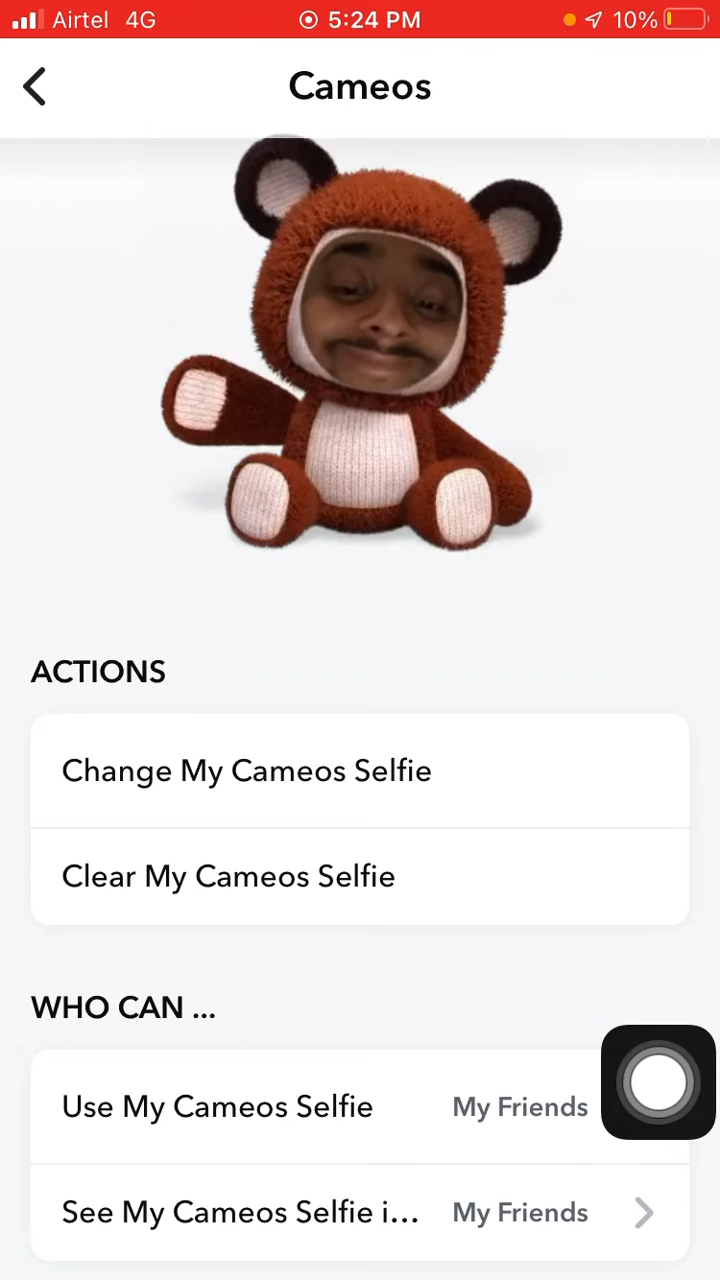 Airtel 4G 5:24 PM 10%
Cameos
ACTIONS
Change My Cameos Selfie
Clear My Cameos Selfie
WHO CAN ...
Use My Cameos Selfie My Friends
See My Cameos Selfie i... My Friends